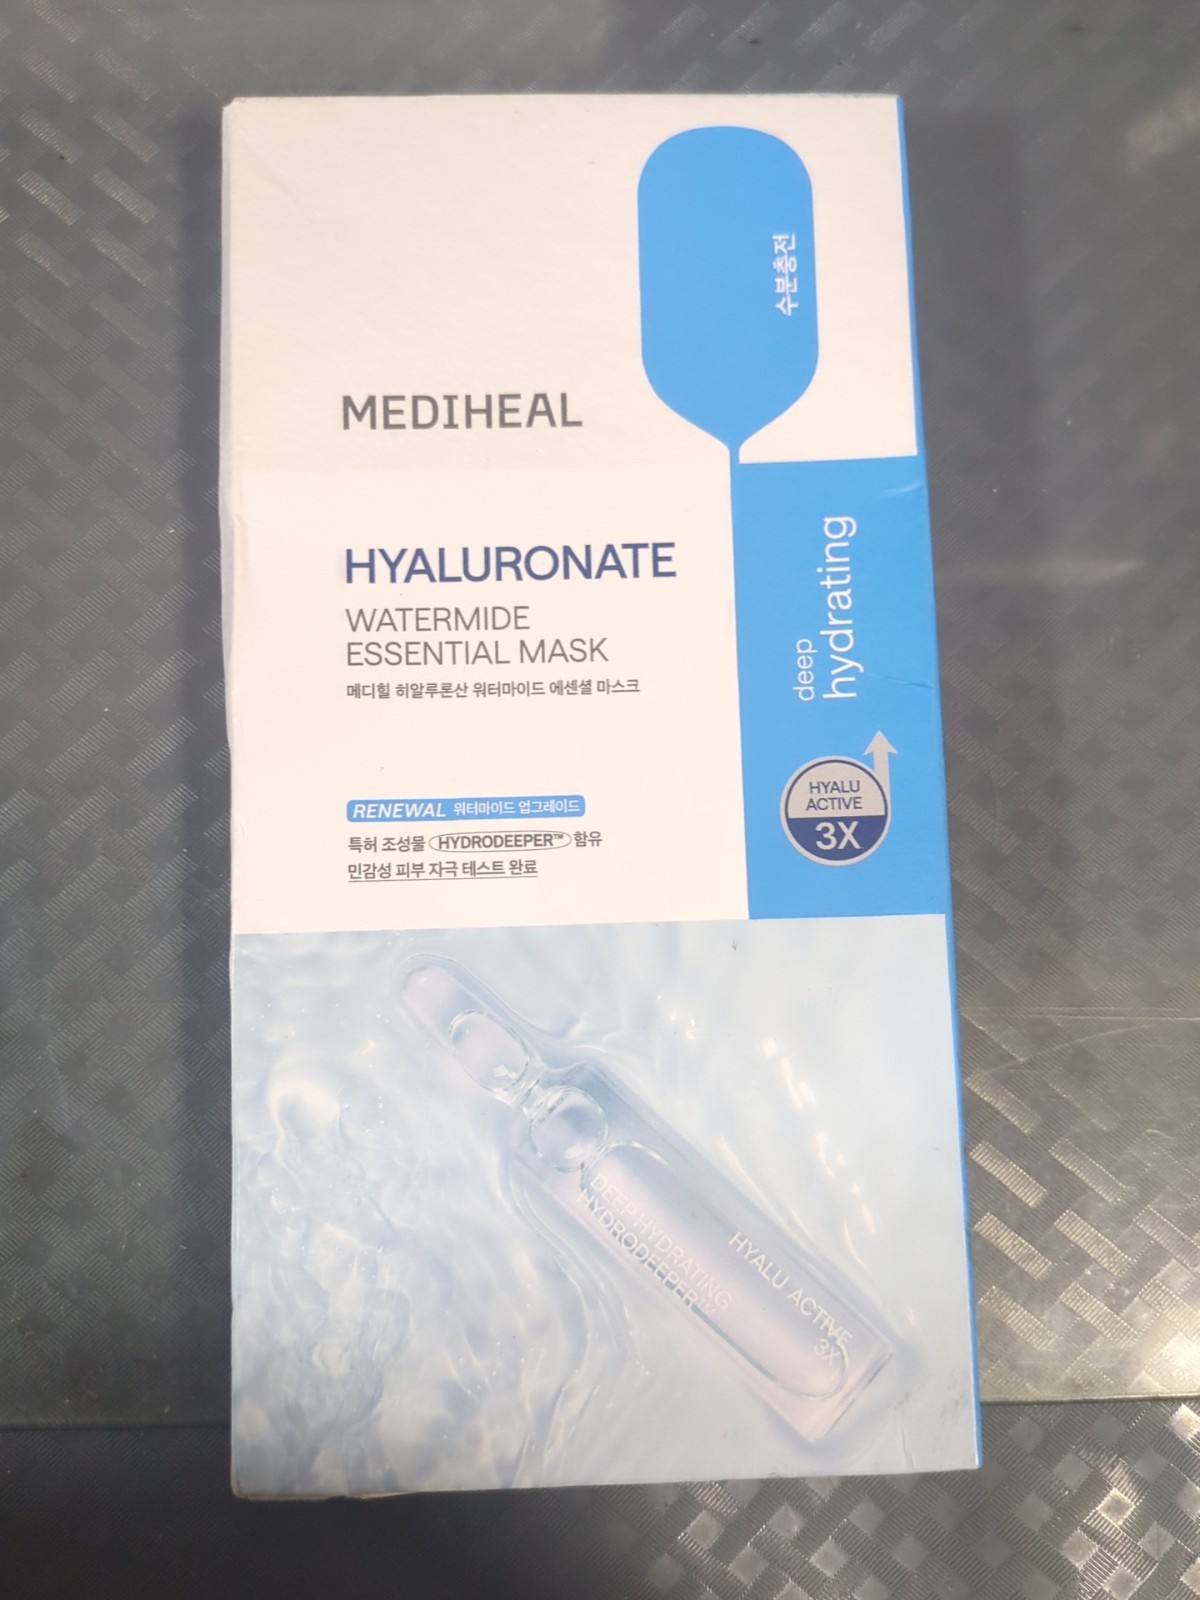 수분충전
MEDIHEAL
HYALURONATE
WATERMIDE
ESSENTIAL MASK
메디힐 히알루론산 워터마이드 에센셜 마스크
deep
hydrating
HYALU
ACTIVE
3X
RENEWAL 워터마이드 업그레이드
특허 조성물 HYDRODEEPER™ 함유
민감성 피부 자극 테스트 완료
DEEP HYDRATING
HYDRODEEPER™
HYALU ACTIVE
3X